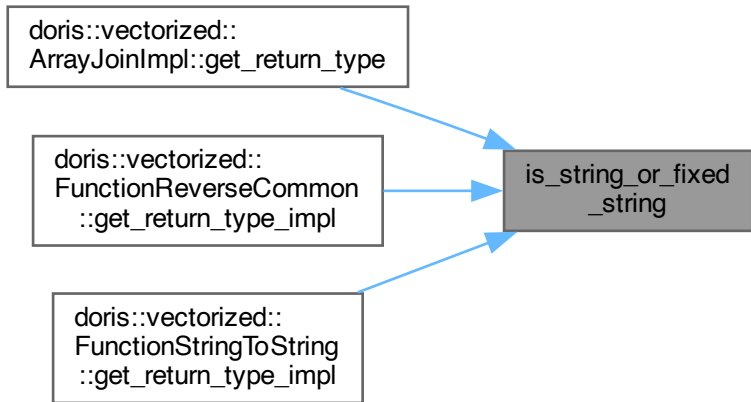 doris::vectorized::
ArrayJoinImpl::get_return_type
doris::vectorized::
FunctionReverseCommon
::get_return_type_impl
doris::vectorized::
FunctionStringToString
::get_return_type_impl
is_string_or_fixed
_string